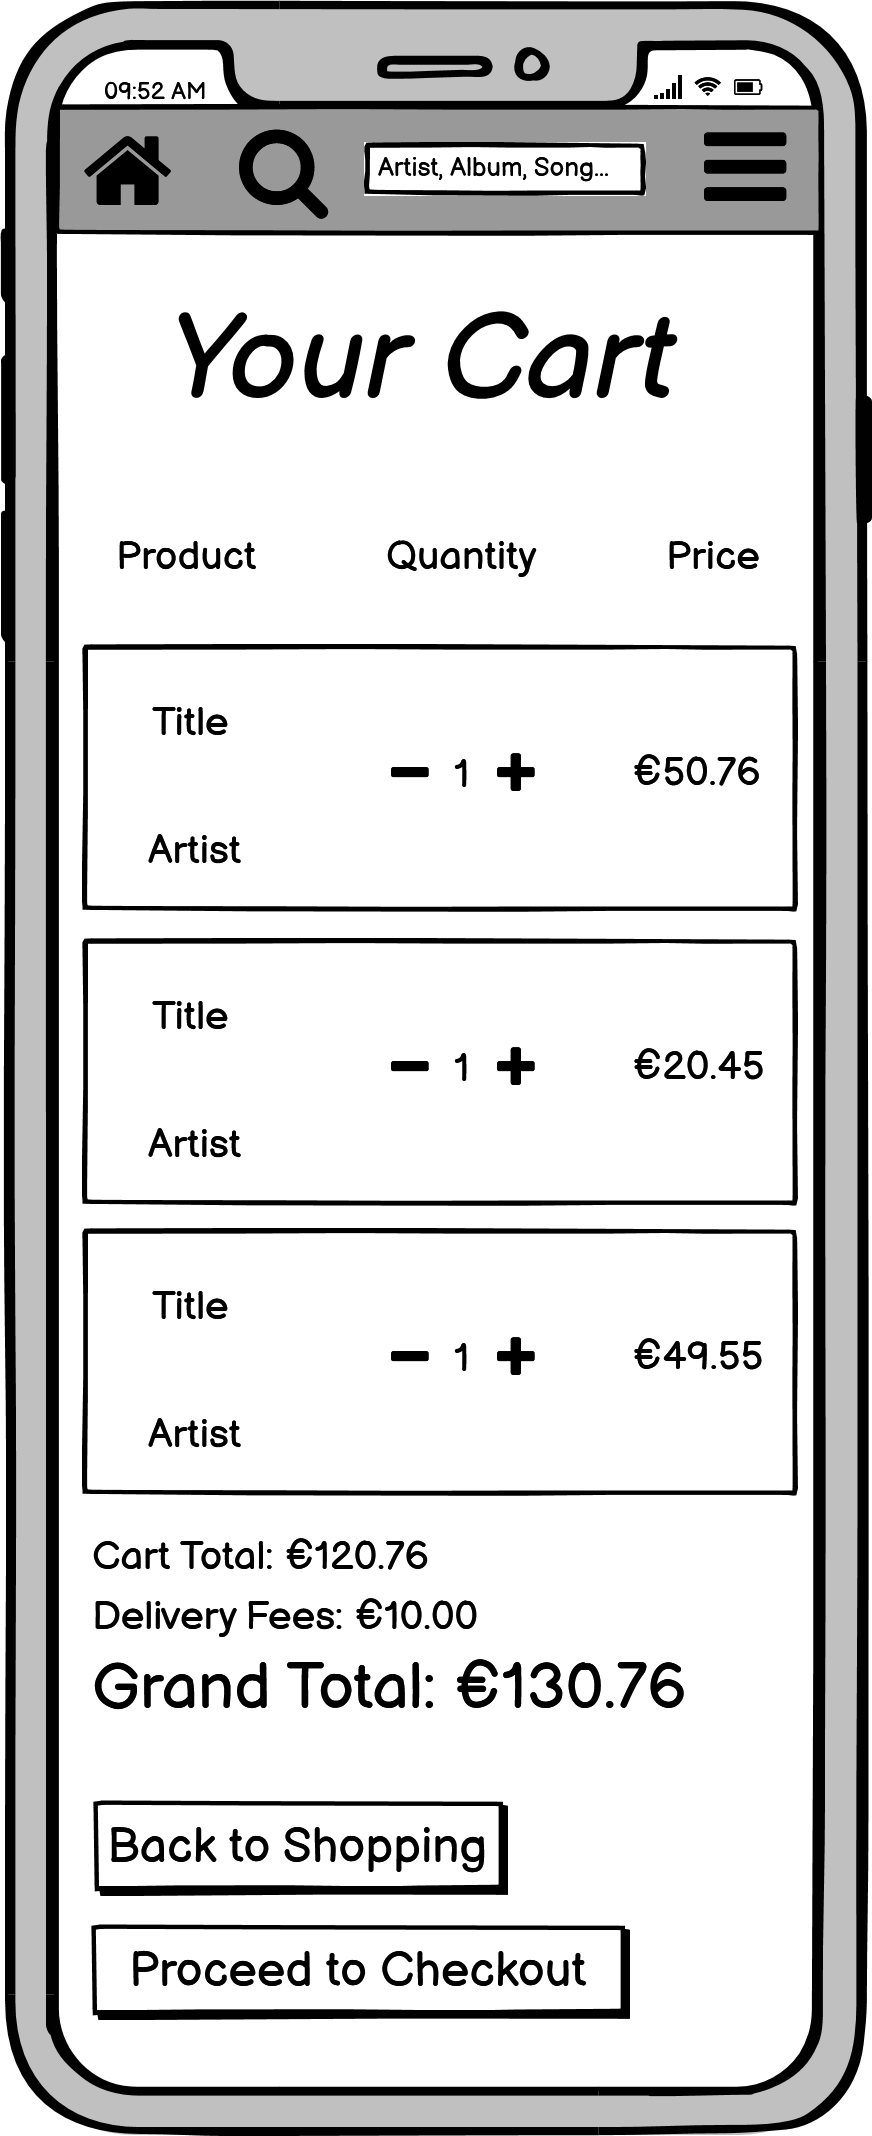 09:52 AM
Artist, Album, Song...
Your Cart
Product Quantity Price
Title
1 €50.76
Artist
Title
1 €20.45
Artist
Title
1 €49.55
Artist
Cart Total: €120.76
Delivery Fees: €10.00
Grand Total: €130.76
Back to Shopping
Proceed to Checkout